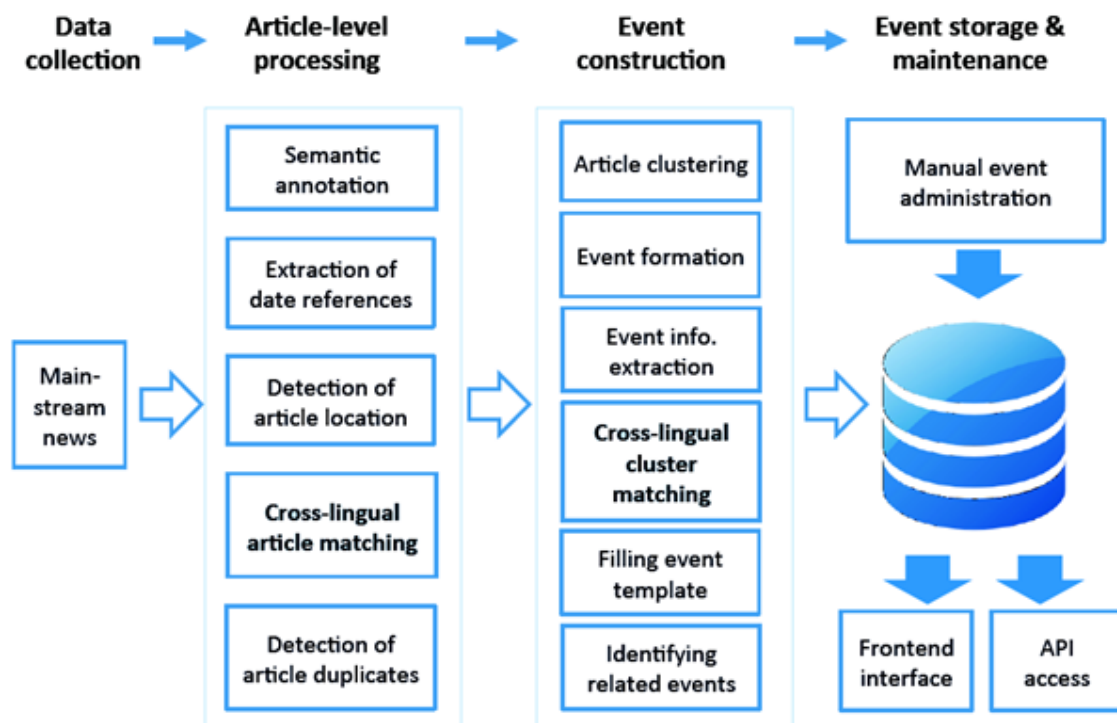 Data
collection
Article-level
processing
Event
construction
Event storage &
maintenance
Main-
stream
news
Semantic
annotation
Extraction of
date references
Detection of
article location
Cross-lingual
article matching
Detection of
article duplicates
Article clustering
Event formation
Event info.
extraction
Cross-lingual
cluster
matching
Filling event
template
Identifying
related events
Manual event
administration
Frontend
interface
API
access